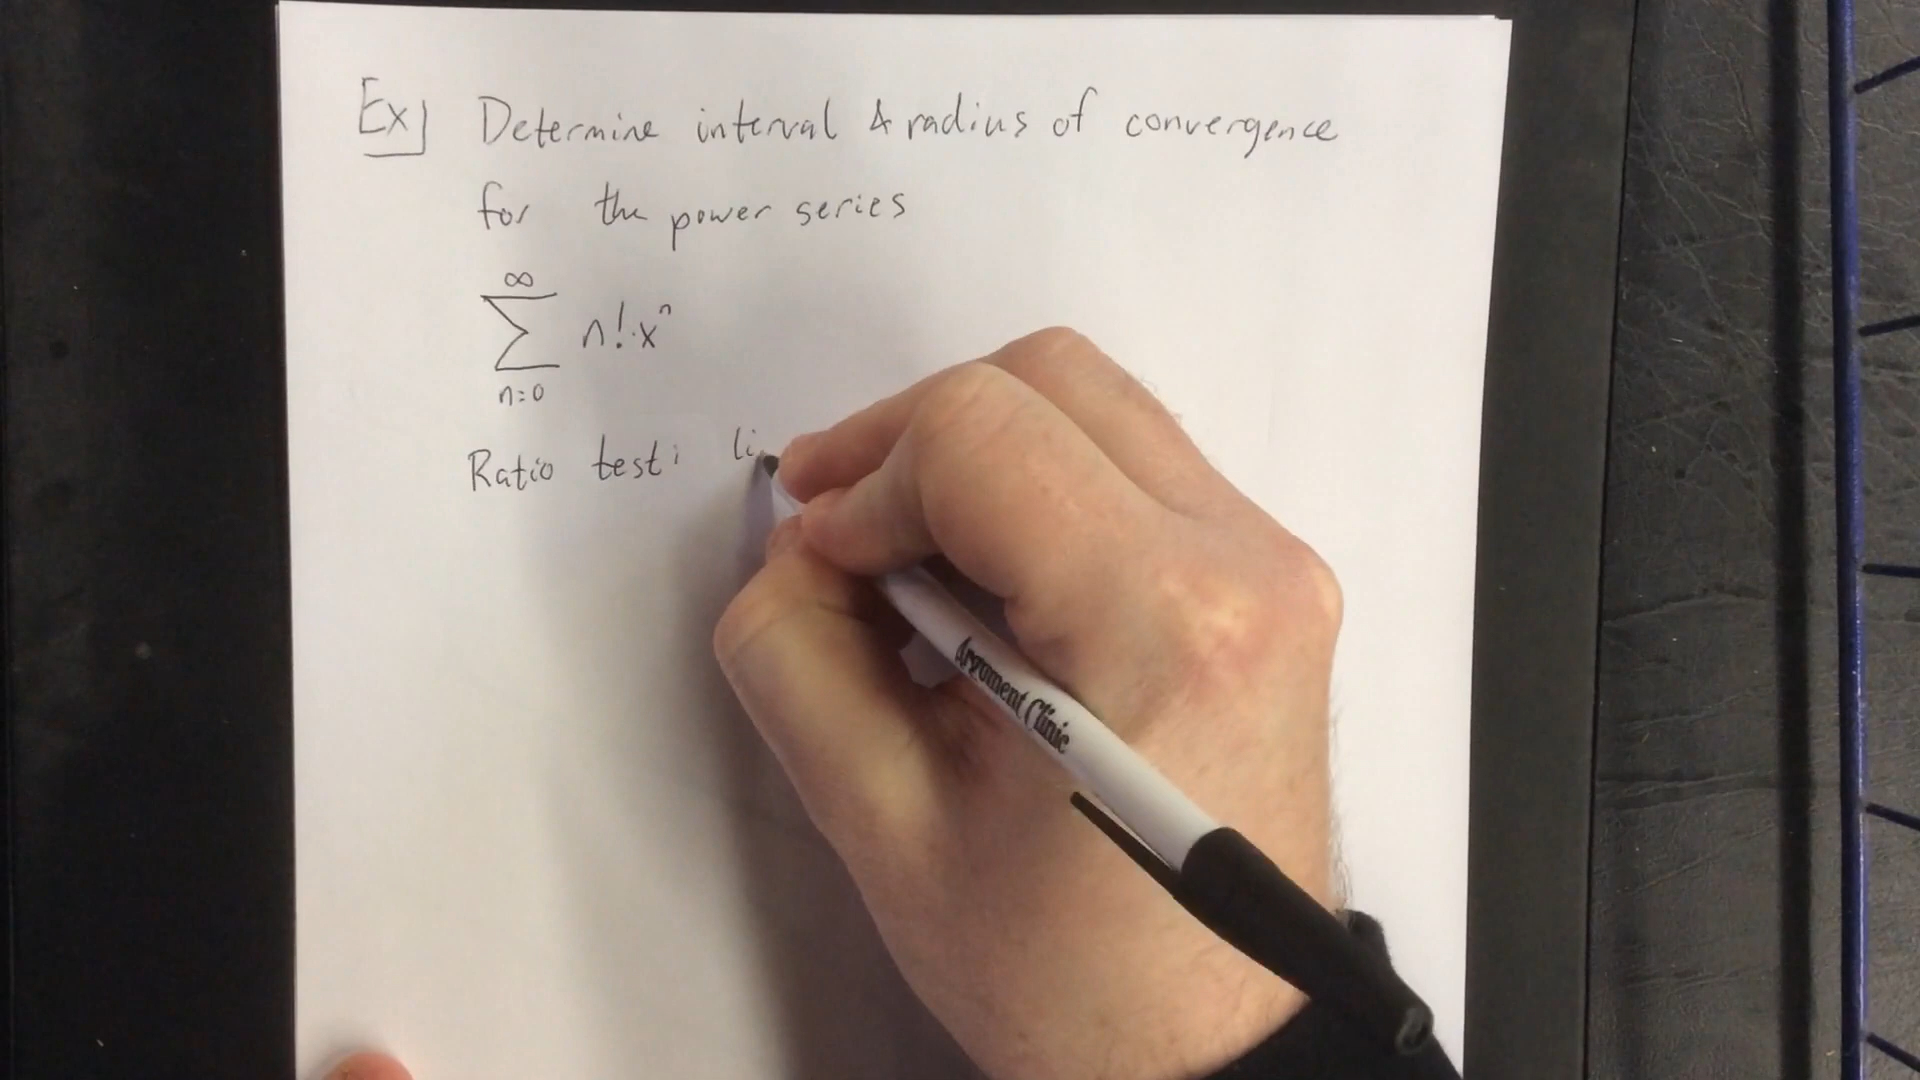 Ex] Determine interval & radius of convergence
for the power series
∞
∑ n!·xⁿ
n=0
Ratio test: li
Argument Clinic